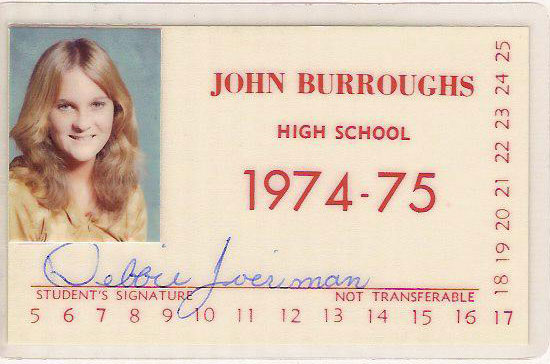 JOHN BURROUGHS
HIGH SCHOOL
1974-75
Debbie
STUDENT'S SIGNATURE NOT TRANSFERABLE
5 6 7 8 9 10 11 12 13 14 15 16 17
18 19 20 21 22 23 24 25